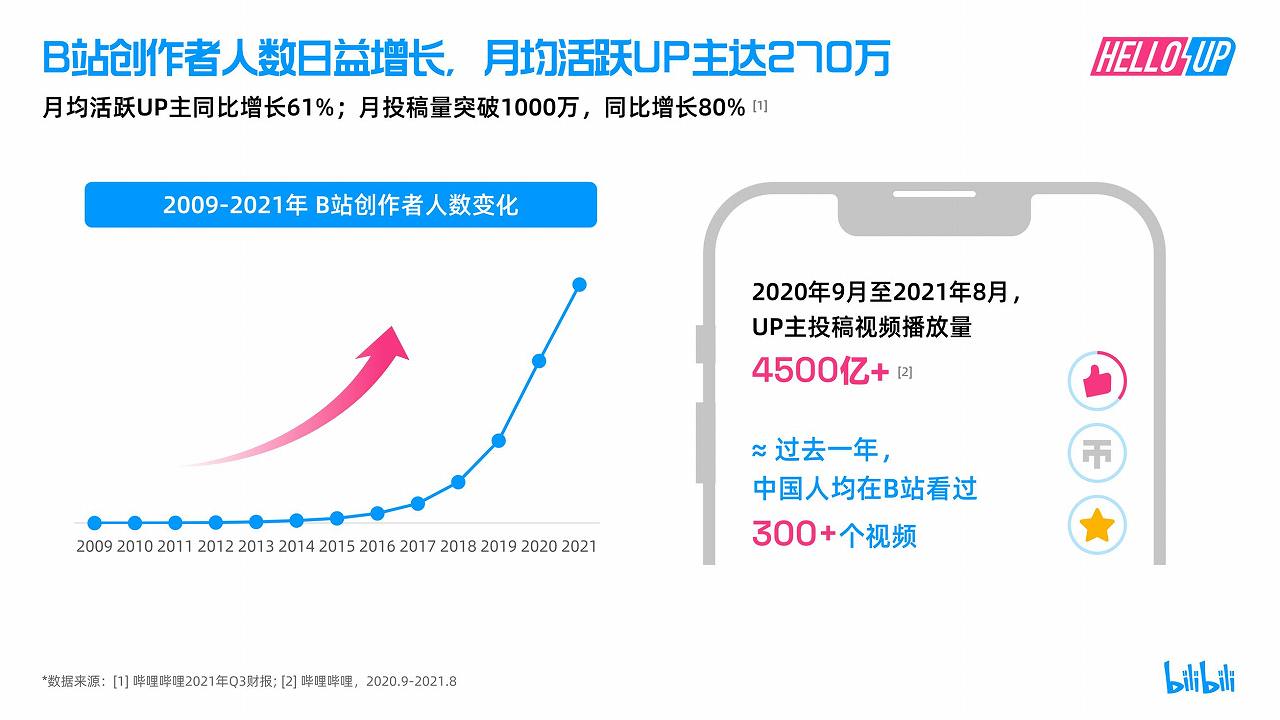 B站创作者人数日益增长，月均活跃UP主达270万
HELLO UP
月均活跃UP主同比增长61%；月投稿量突破1000万，同比增长80% [1]
2009-2021年 B站创作者人数变化
2009 2010 2011 2012 2013 2014 2015 2016 2017 2018 2019 2020 2021
2020年9月至2021年8月，
UP主投稿视频播放量
4500亿+ [2]
≈ 过去一年，
中国人均在B站看过
300+个视频
*数据来源：[1] 哔哩哔哩2021年Q3财报; [2] 哔哩哔哩，2020.9-2021.8
bilibili